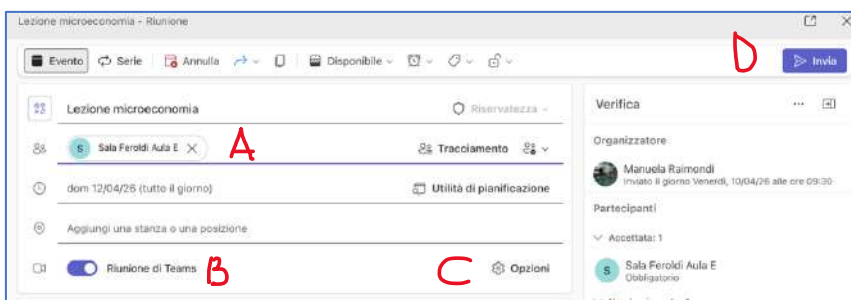 Lezione microeconomia - Riunione
Evento Serie Annulla Disponibile D Invia
Lezione microeconomia Riservatezza
S Sala Feroldi Aula E A Tracciamento
dom 12/04/26 (tutto il giorno) Utilità di pianificazione
Aggiungi una stanza o una posizione
Riunione di Teams B C Opzioni
Verifica
Organizzatore
Manuela Raimondi
Inviato il giorno Venerdì, 10/04/26 alle ore 09:30
Partecipanti
Accettata: 1
S Sala Feroldi Aula E
Obbligatorio